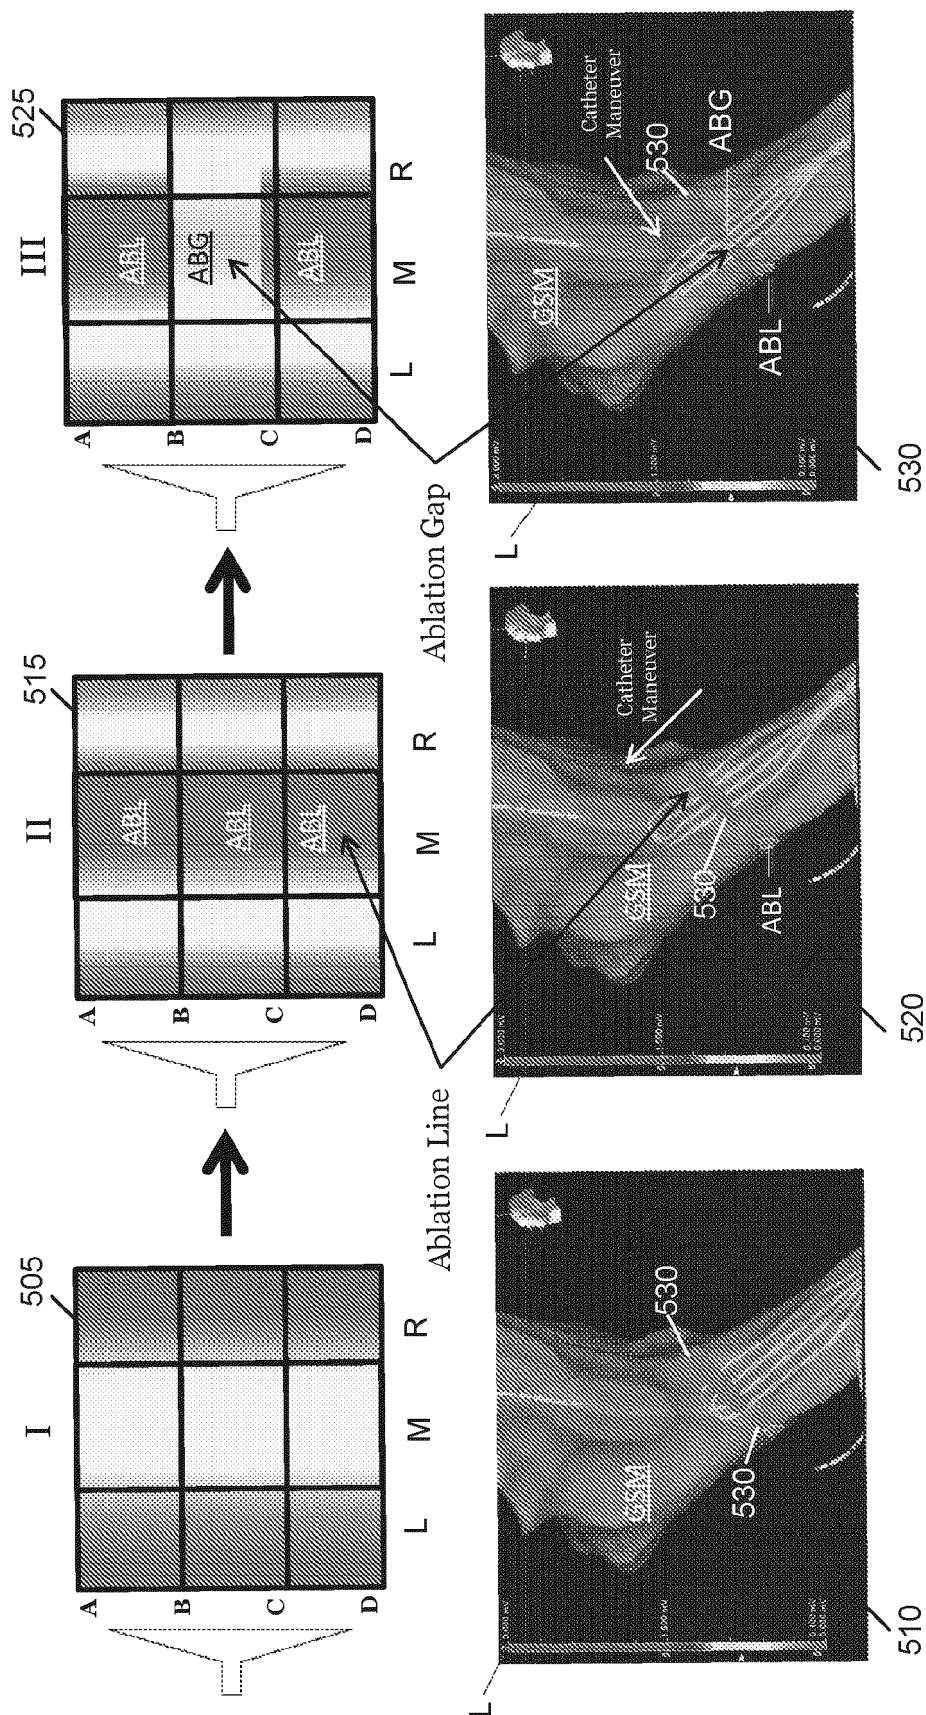 I
505
A
B
C
D
L
M
R
II
515
A
B
C
D
ABL
ABL
ABL
L
M
R
III
525
A
B
C
D
ABL
ABG
ABL
L
M
R
Ablation Line
Ablation Gap
L
GSM
530
530
510
L
GSM
530
ABL
Catheter
Maneuver
520
L
GSM
Catheter
Maneuver
530
ABG
ABL
530